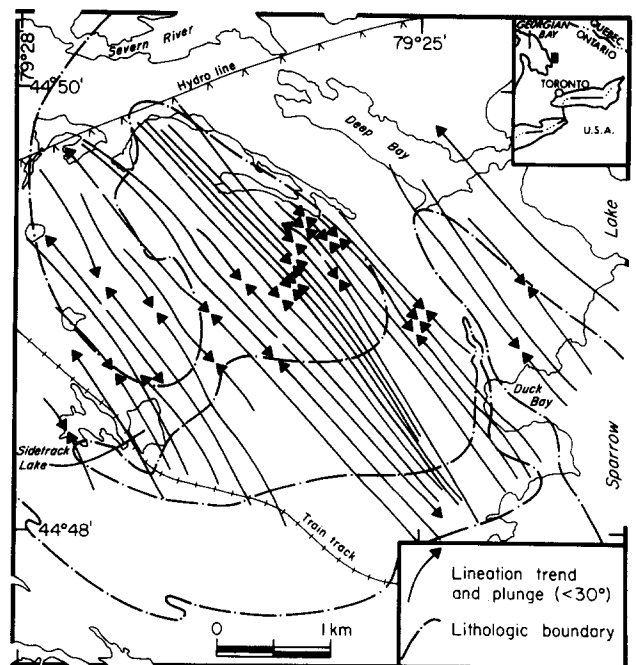 79°28'
Severn River
79°25'
44°50'
Hydro line
Deep Bay
GEORGIAN
BAY
QUEBEC
ONTARIO
TORONTO
U.S.A.
Lake
Duck
Bay
Sidetrack
Lake
Sparrow
44°48'
Train track
0 1 km
Lineation trend
and plunge (<30°)
Lithologic boundary